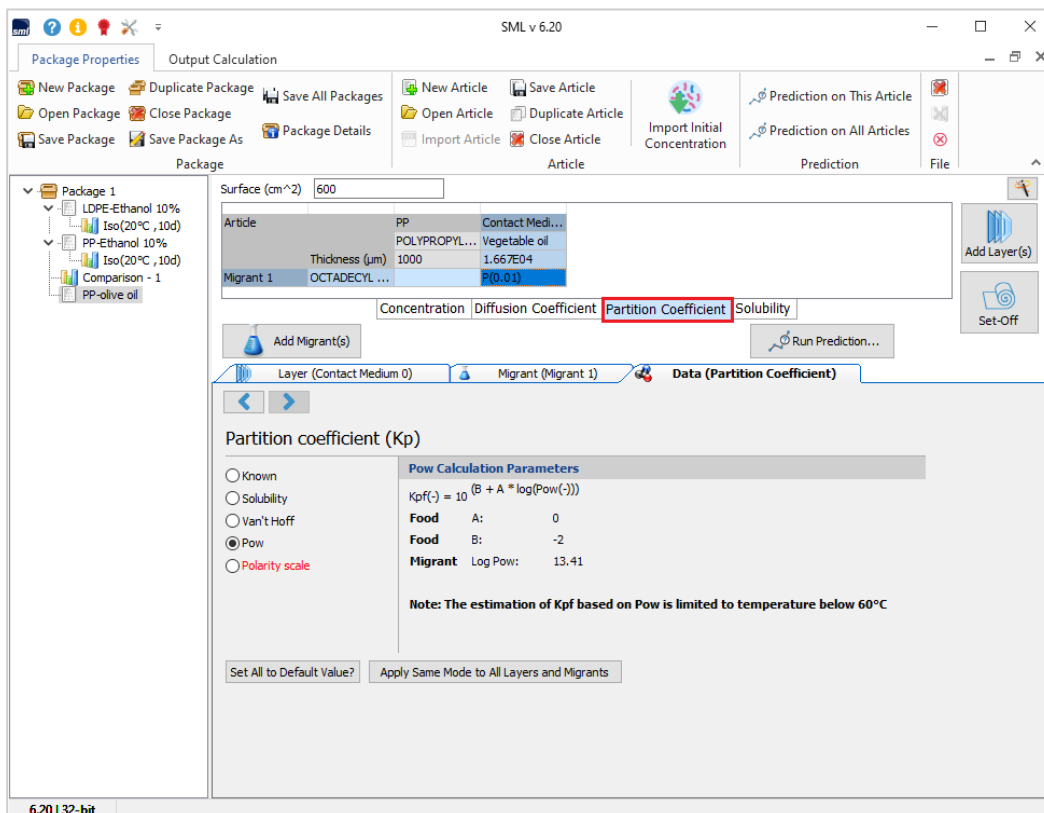 sml
SML v 6.20
Package Properties
Output Calculation
New Package
Duplicate Package
Save All Packages
Open Package
Close Package
Package Details
Save Package
Save Package As
Package
New Article
Save Article
Open Article
Duplicate Article
Import Article
Close Article
Import Initial
Concentration
Article
Prediction on This Article
Prediction on All Articles
Prediction
File
Package 1
LDPE-Ethanol 10%
Iso(20°C ,10d)
PP-Ethanol 10%
Iso(20°C ,10d)
Comparison - 1
PP-olive oil
Surface (cm^2) 600
Article PP Contact Medi...
POLYPROPYL... Vegetable oil
Thickness (µm) 1000 1.667E04
Migrant 1 OCTADECYL ... P(0.01)
Concentration Diffusion Coefficient Partition Coefficient Solubility
Add Layer(s)
Set-Off
Add Migrant(s)
Run Prediction...
Layer (Contact Medium 0) Migrant (Migrant 1) Data (Partition Coefficient)
Partition coefficient (Kp)
Known
Solubility
Van't Hoff
Pow
Polarity scale
Pow Calculation Parameters
Kpf(-) = 10 (B + A * log(Pow(-)))
Food A: 0
Food B: -2
Migrant Log Pow: 13.41
Note: The estimation of Kpf based on Pow is limited to temperature below 60°C
Set All to Default Value?
Apply Same Mode to All Layers and Migrants
6.20 | 32-bit